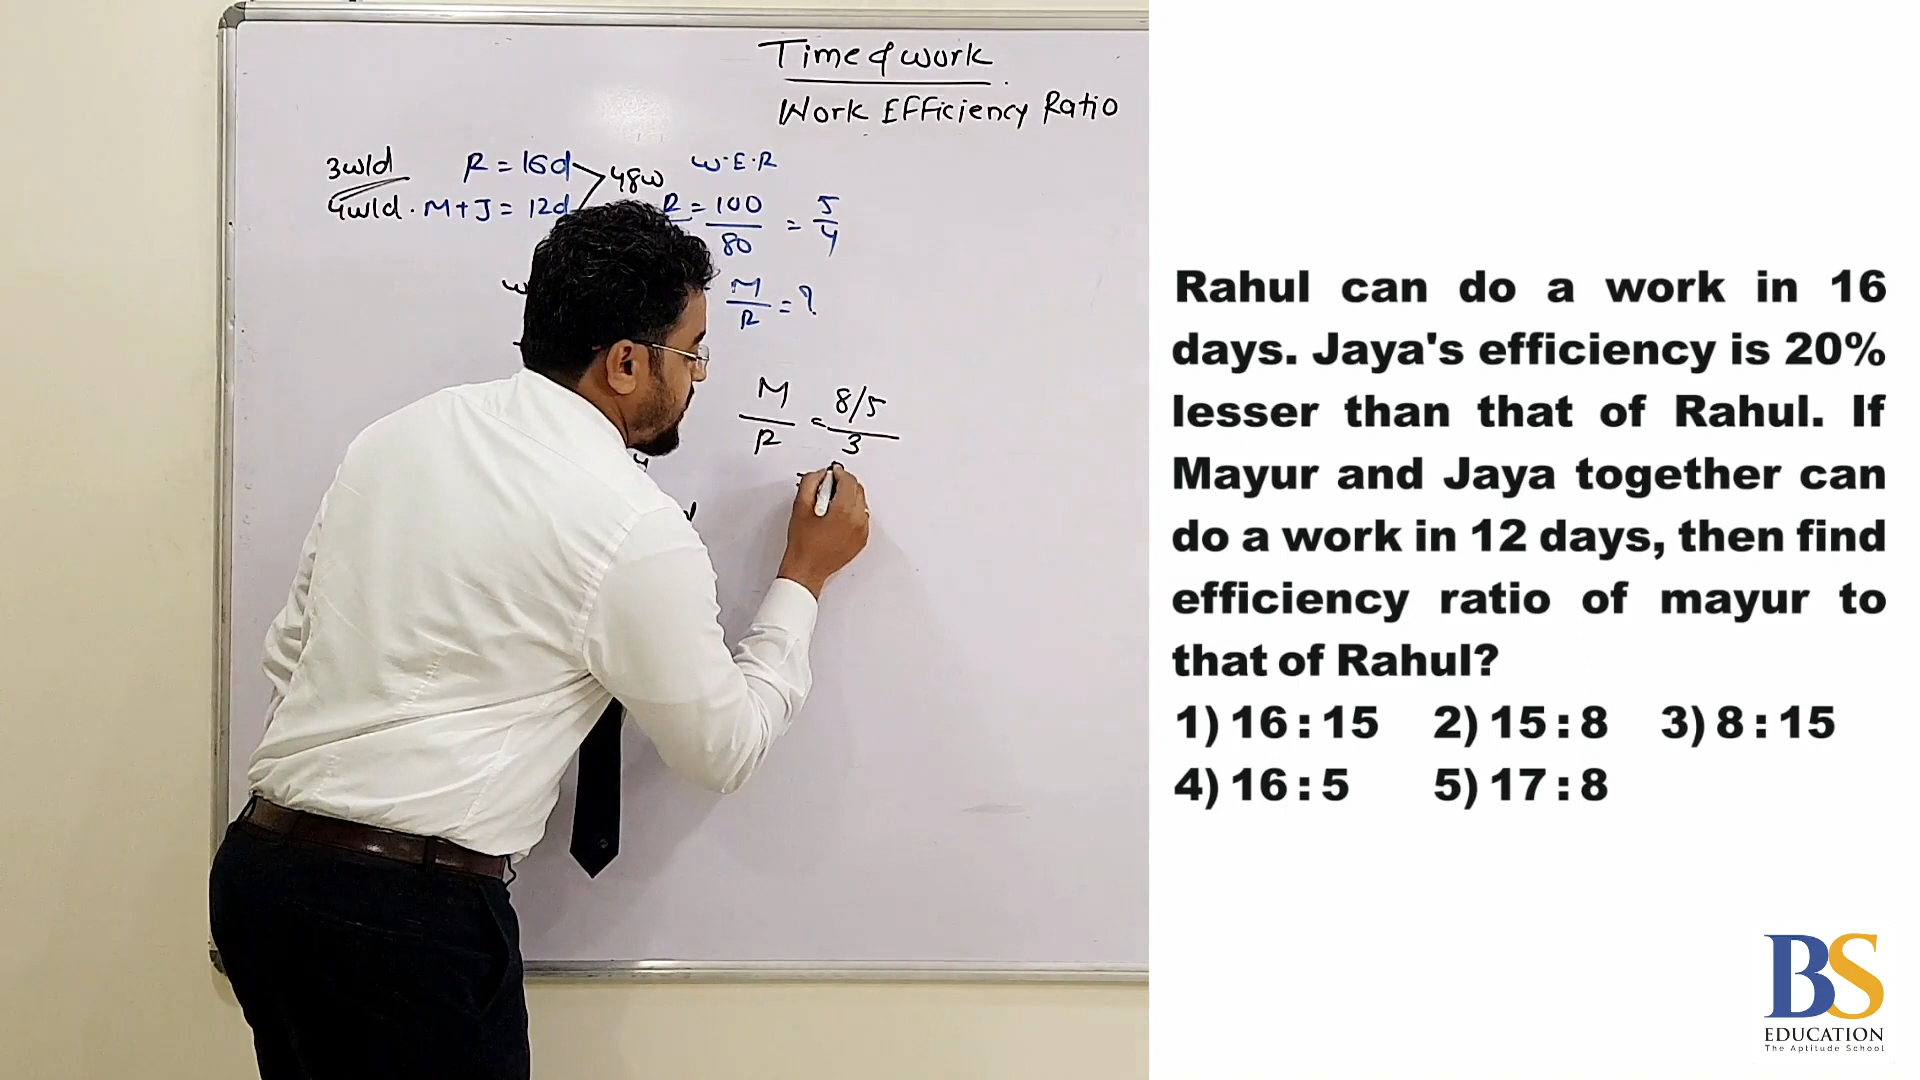 Time & work
Work Efficiency Ratio
3w/d R = 16d 48w W.E.R
4w/d. M+J = 12d
R = 100 = 5
80 4
M = ?
R
M = 8/5
R 3
=
Rahul can do a work in 16
days. Jaya's efficiency is 20%
lesser than that of Rahul. If
Mayur and Jaya together can
do a work in 12 days, then find
efficiency ratio of mayur to
that of Rahul?
1) 16 : 15 2) 15 : 8 3) 8 : 15
4) 16 : 5 5) 17 : 8
BS
EDUCATION
The Aptitude School